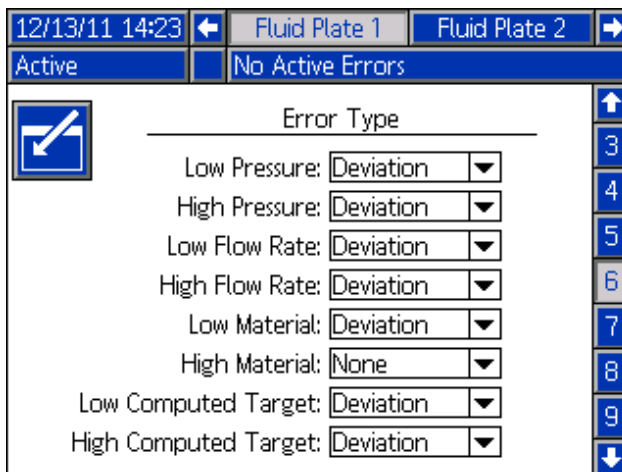 12/13/11 14:23 Fluid Plate 1 Fluid Plate 2
Active No Active Errors
Error Type
3
Low Pressure: Deviation
4
High Pressure: Deviation
5
Low Flow Rate: Deviation
6
High Flow Rate: Deviation
7
Low Material: Deviation
8
High Material: None
9
Low Computed Target: Deviation
High Computed Target: Deviation